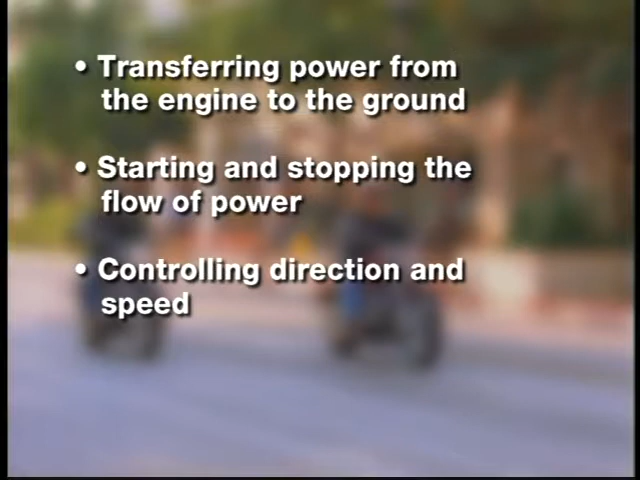 • Transferring power from
the engine to the ground
• Starting and stopping the
flow of power
• Controlling direction and
speed